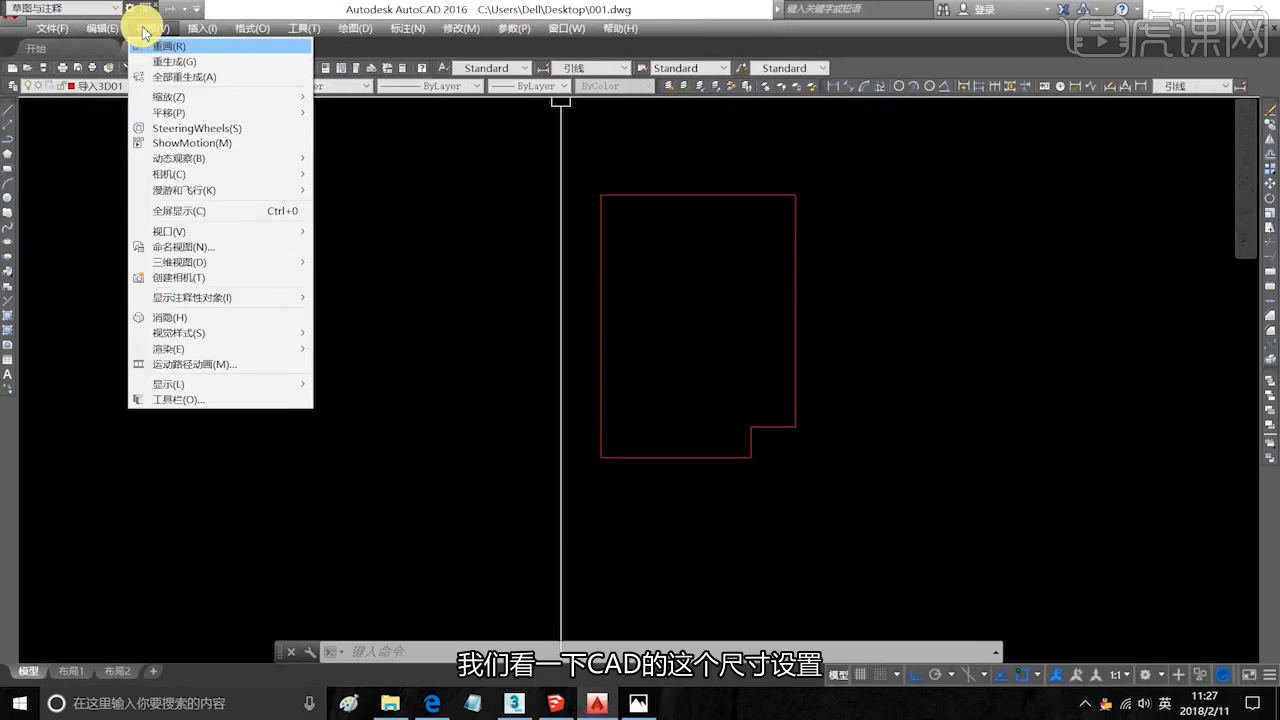 草图与注释
Autodesk AutoCAD 2016 C:\Users\Dell\Desktop\001.dwg
键入关键字或短语
登录
虎课网
文件(F) 编辑(E) 插入(I) 格式(O) 工具(T) 绘图(D) 标注(N) 修改(M) 参数(P) 窗口(W) 帮助(H)
开始
重画(R)
重生成(G)
全部重生成(A)
缩放(Z)
平移(P)
SteeringWheels(S)
ShowMotion(M)
动态观察(B)
相机(C)
漫游和飞行(K)
全屏显示(C) Ctrl+0
视口(V)
命名视图(N)...
三维视图(D)
创建相机(T)
显示注释性对象(I)
消隐(H)
视觉样式(S)
渲染(E)
运动路径动画(M)...
显示(L)
工具栏(O)...
Standard 引线 Standard Standard
导入3D01 ByLayer ByLayer ByColor 引线
键入命令
我们看一下CAD的这个尺寸设置
模型 布局1 布局2 +
模型 1:1
在这里输入你要搜索的内容
英
11:27
2018/2/11